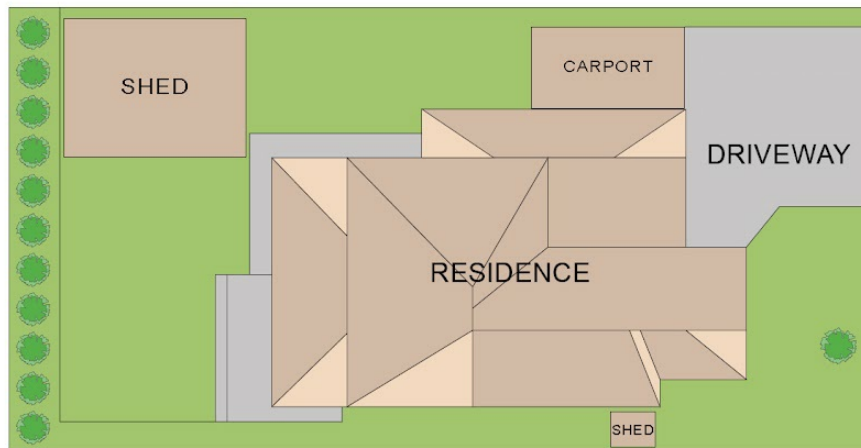 CARPORT
SHED
DRIVEWAY
RESIDENCE
SHED